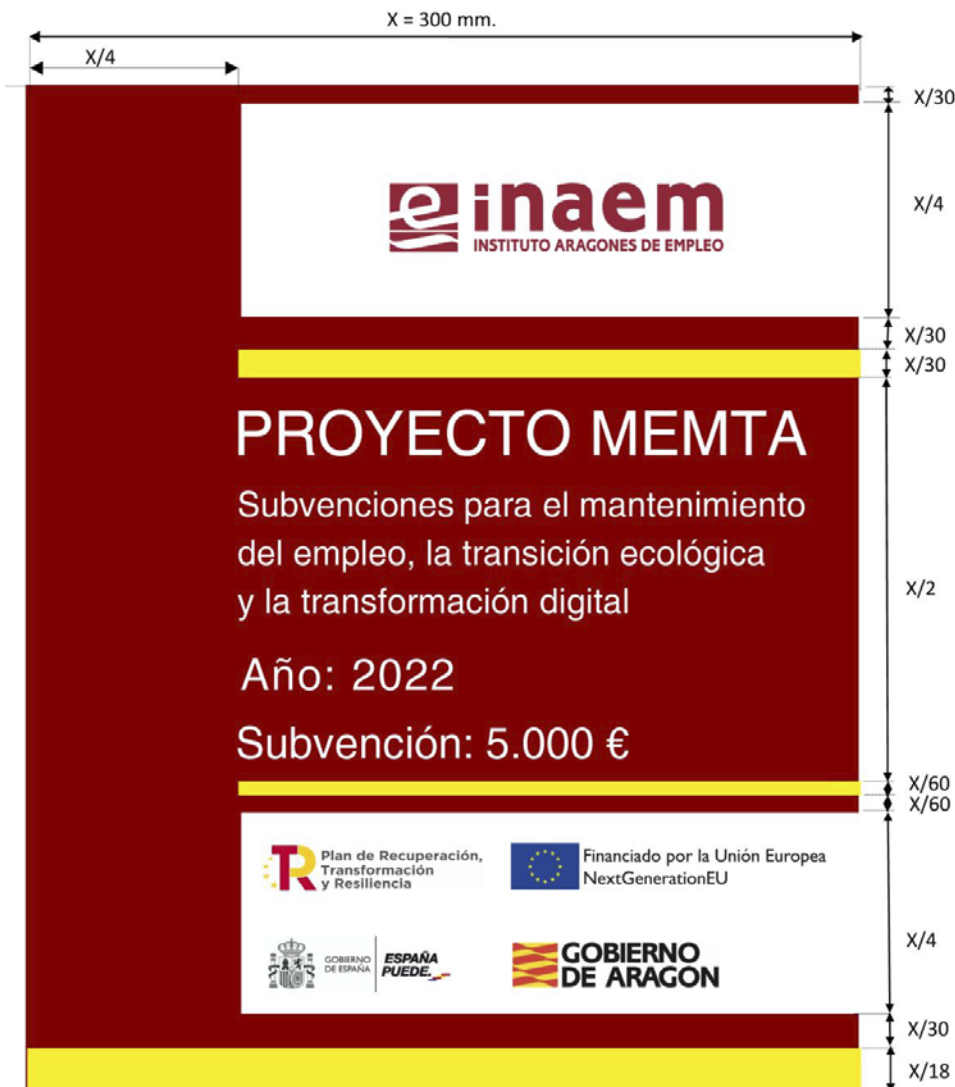 X = 300 mm.
X/4
X/30
e inaem
INSTITUTO ARAGONES DE EMPLEO
X/4
X/30
X/30
PROYECTO MEMTA
Subvenciones para el mantenimiento
del empleo, la transición ecológica
y la transformación digital
X/2
Año: 2022
Subvención: 5.000 €
X/60
X/60
TR Plan de Recuperación,
Transformación
y Resiliencia
Financiado por la Unión Europea
NextGenerationEU
GOBIERNO
DE ESPAÑA
ESPAÑA
PUEDE.
GOBIERNO
DE ARAGON
X/4
X/30
X/18